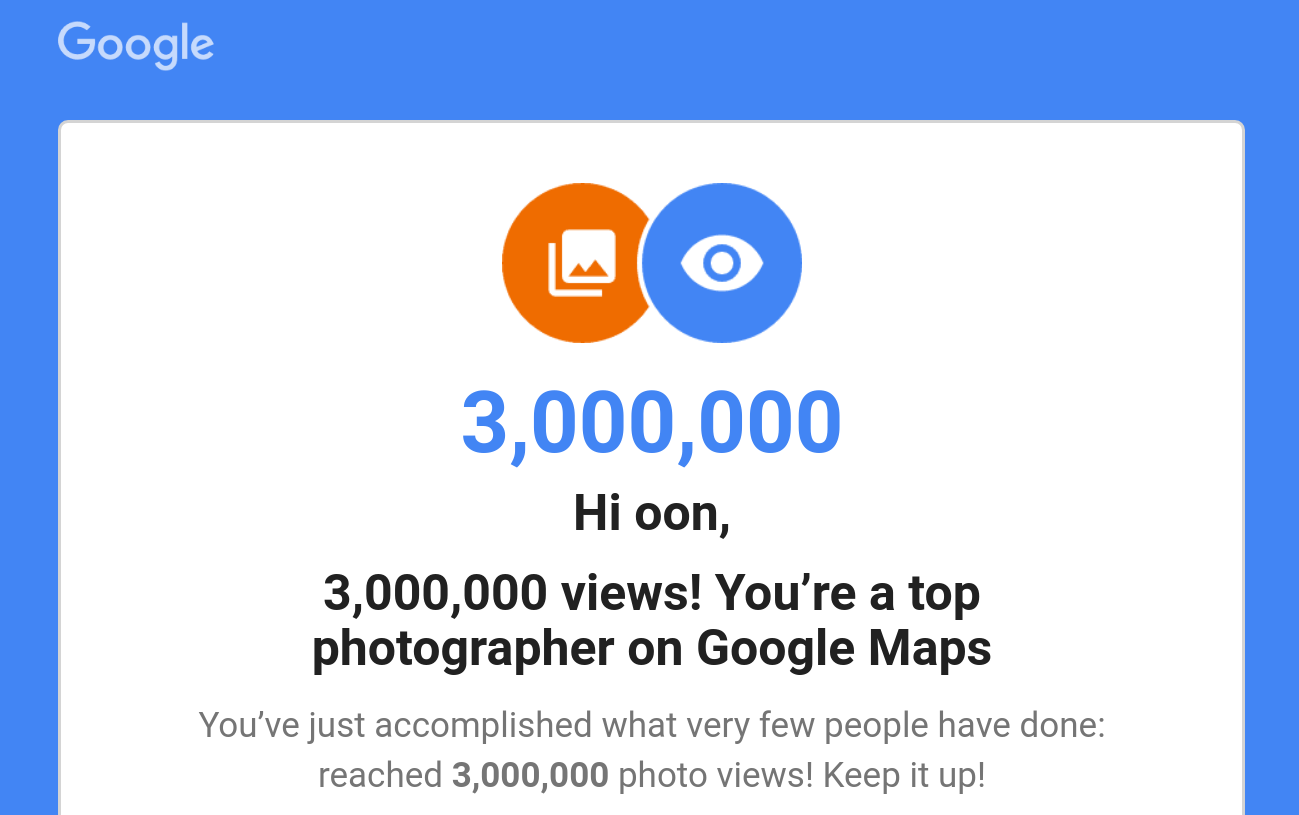 Google
3,000,000
Hi oon,
3,000,000 views! You’re a top
photographer on Google Maps
You’ve just accomplished what very few people have done:
reached 3,000,000 photo views! Keep it up!